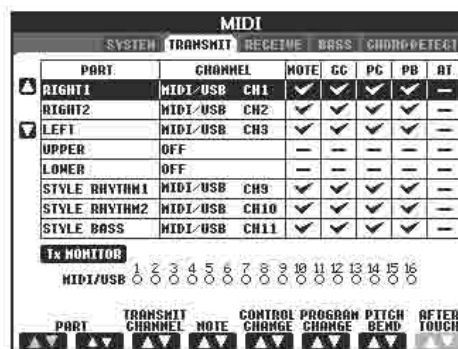 MIDI
SYSTEM TRANSMIT RECEIVE BASS CHORD DETECT
PART CHANNEL NOTE CC PC PB AT
RIGHT1 MIDI/USB CH1
RIGHT2 MIDI/USB CH2
LEFT MIDI/USB CH3
UPPER OFF
LOWER OFF
STYLE RHYTHM1 MIDI/USB CH9
STYLE RHYTHM2 MIDI/USB CH10
STYLE BASS MIDI/USB CH11
Tx MONITOR
1 2 3 4 5 6 7 8 9 10 11 12 13 14 15 16
MIDI/USB
PART TRANSMIT CHANNEL NOTE CONTROL CHANGE PROGRAM CHANGE PITCH BEND AFTER TOUCH